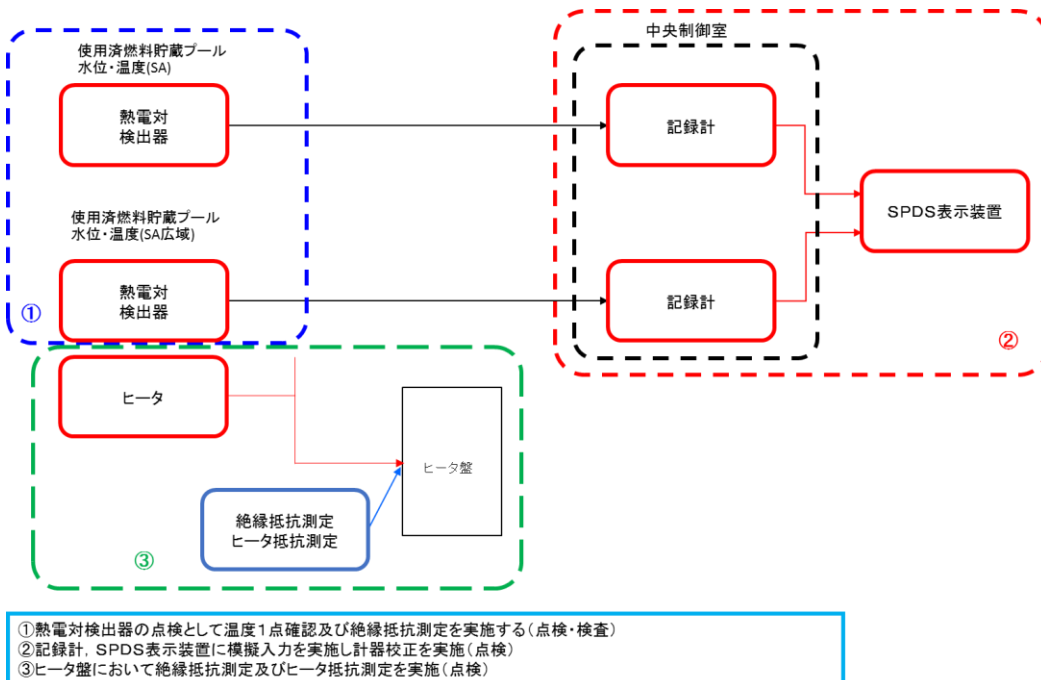 使用済燃料貯蔵プール
水位・温度(SA)
熱電対
検出器
中央制御室
記録計
SPDS表示装置
使用済燃料貯蔵プール
水位・温度(SA広域)
熱電対
検出器
記録計
①
②
ヒータ
ヒータ盤
絶縁抵抗測定
ヒータ抵抗測定
③
①熱電対検出器の点検として温度1点確認及び絶縁抵抗測定を実施する(点検・検査)
②記録計，SPDS表示装置に模擬入力を実施し計器校正を実施(点検)
③ヒータ盤において絶縁抵抗測定及びヒータ抵抗測定を実施(点検)